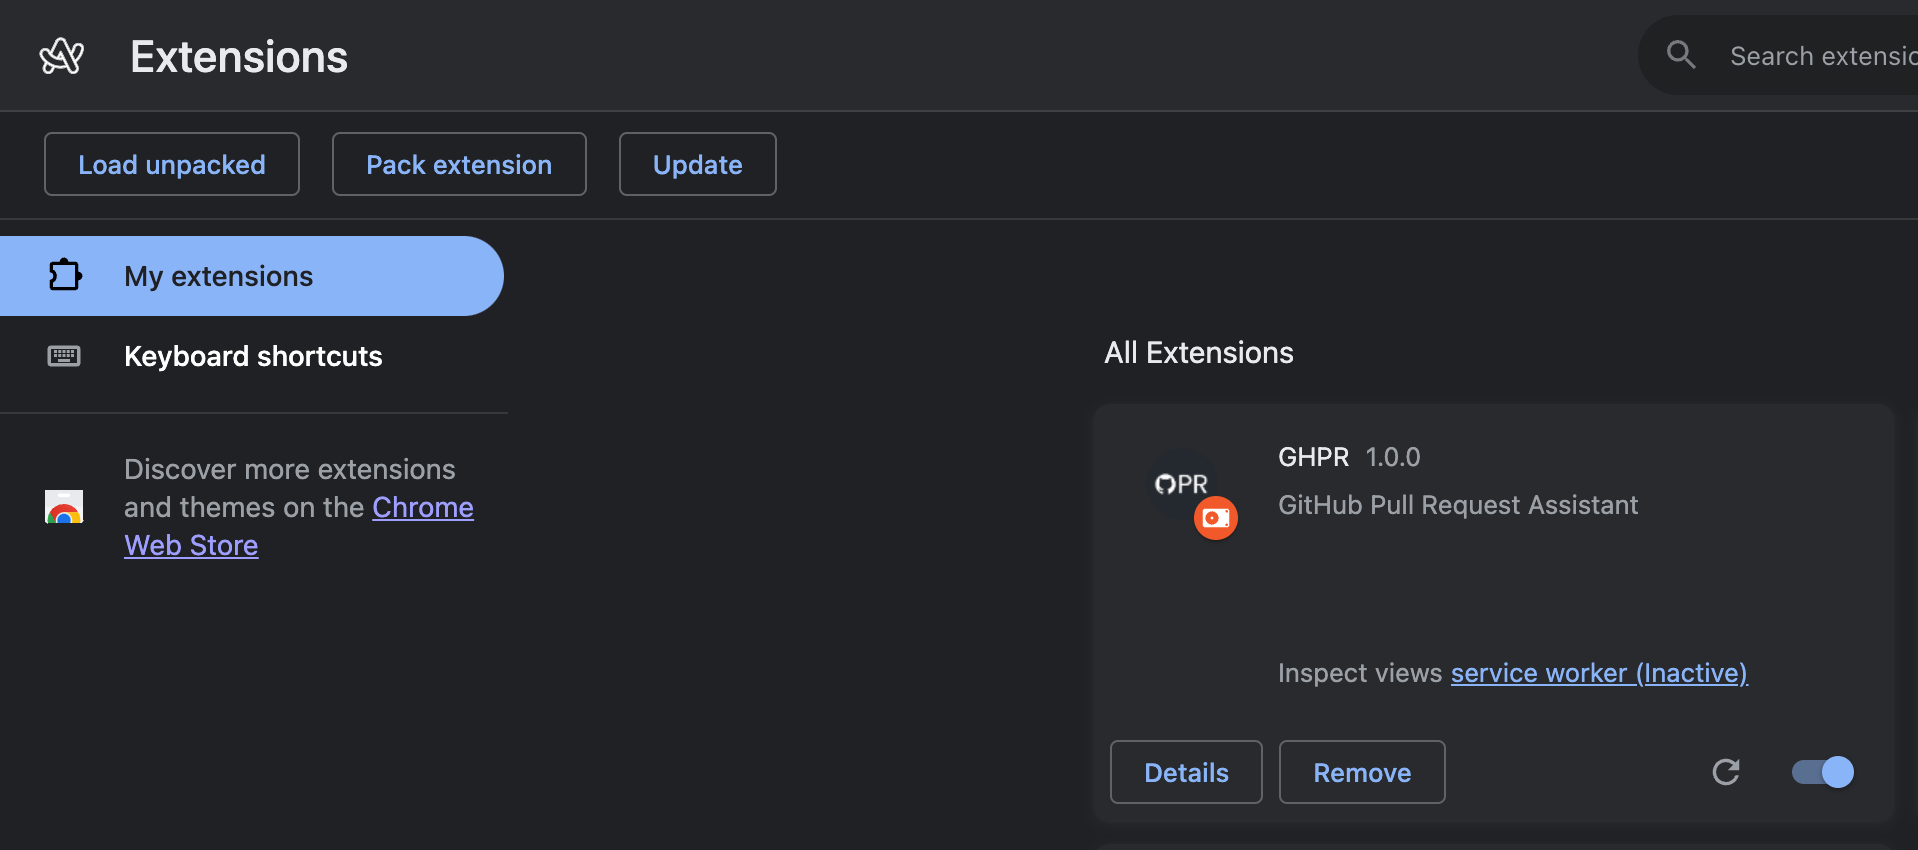 Extensions
Search extensio
Load unpacked
Pack extension
Update
My extensions
Keyboard shortcuts
Discover more extensions
and themes on the Chrome
Web Store
All Extensions
PR
GHPR 1.0.0
GitHub Pull Request Assistant
Inspect views service worker (Inactive)
Details
Remove